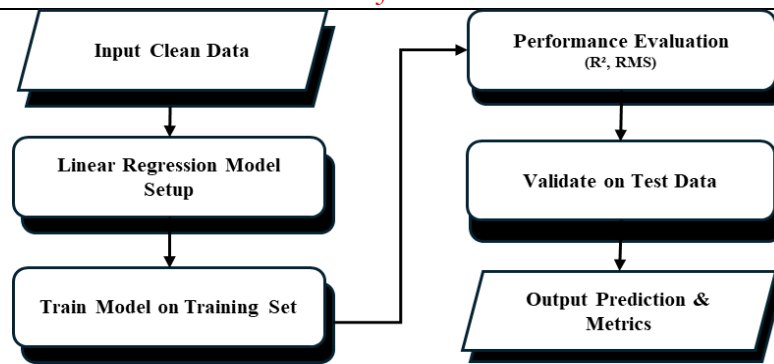 Input Clean Data
Linear Regression Model
Setup
Train Model on Training Set
Performance Evaluation
(R², RMS)
Validate on Test Data
Output Prediction &
Metrics